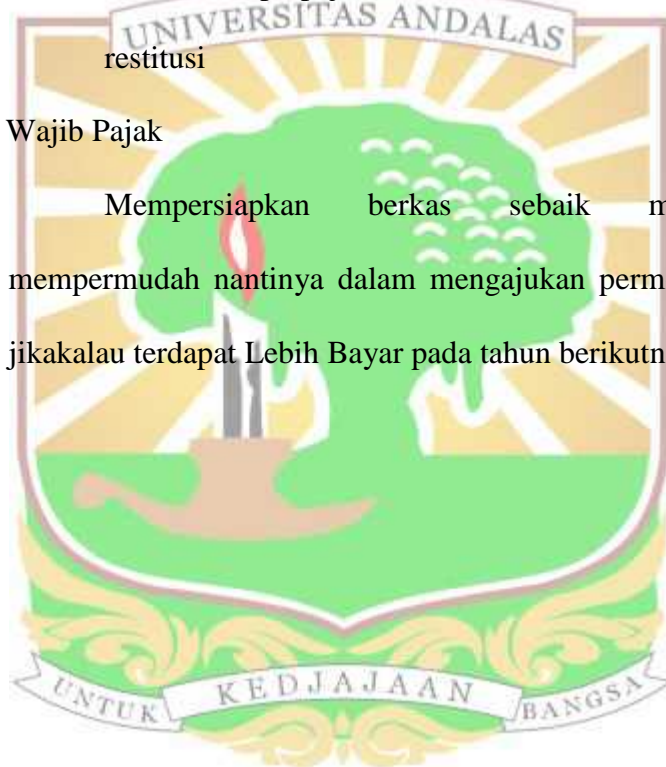 UNIVERSITAS ANDALAS
restitusi
Wajib Pajak
Mempersiapkan berkas sebaik
mempermudah nantinya dalam mengajukan
jikakalau terdapat Lebih Bayar pada tahun
UNTUK KEDJAJAAN BANGSA